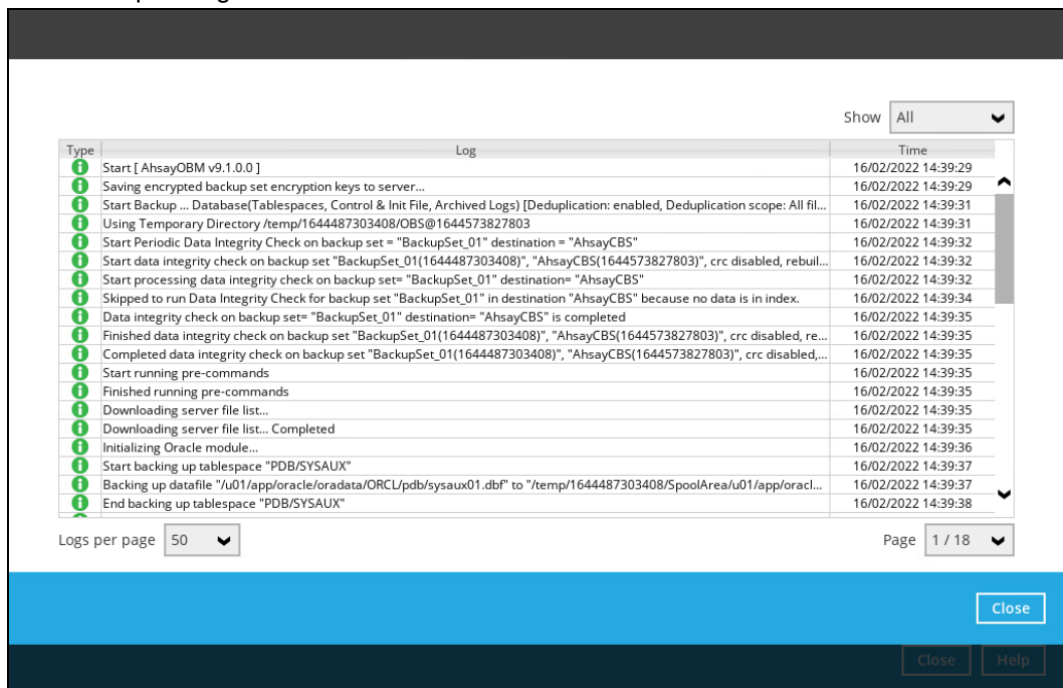 Show All
Type Log Time
Start [ AhsayOBM v9.1.0.0 ] 16/02/2022 14:39:29
Saving encrypted backup set encryption keys to server... 16/02/2022 14:39:29
Start Backup ... Database(Tablespaces, Control & Init File, Archived Logs) [Deduplication: enabled, Deduplication scope: All fil... 16/02/2022 14:39:31
Using Temporary Directory /temp/1644487303408/OBS@1644573827803 16/02/2022 14:39:31
Start Periodic Data Integrity Check on backup set = "BackupSet_01" destination = "AhsayCBS" 16/02/2022 14:39:32
Start data integrity check on backup set "BackupSet_01(1644487303408)", "AhsayCBS(1644573827803)", crc disabled, rebuil... 16/02/2022 14:39:32
Start processing data integrity check on backup set= "BackupSet_01" destination= "AhsayCBS" 16/02/2022 14:39:32
Skipped to run Data Integrity Check for backup set "BackupSet_01" in destination "AhsayCBS" because no data is in index. 16/02/2022 14:39:34
Data integrity check on backup set= "BackupSet_01" destination= "AhsayCBS" is completed 16/02/2022 14:39:35
Finished data integrity check on backup set "BackupSet_01(1644487303408)", "AhsayCBS(1644573827803)", crc disabled, re... 16/02/2022 14:39:35
Completed data integrity check on backup set "BackupSet_01(1644487303408)", "AhsayCBS(1644573827803)", crc disabled,... 16/02/2022 14:39:35
Start running pre-commands 16/02/2022 14:39:35
Finished running pre-commands 16/02/2022 14:39:35
Downloading server file list... 16/02/2022 14:39:35
Downloading server file list... Completed 16/02/2022 14:39:35
Initializing Oracle module... 16/02/2022 14:39:36
Start backing up tablespace "PDB/SYSAUX" 16/02/2022 14:39:37
Backing up datafile "/u01/app/oracle/oradata/ORCL/pdb/sysaux01.dbf" to "/temp/1644487303408/SpoolArea/u01/app/oracl... 16/02/2022 14:39:37
End backing up tablespace "PDB/SYSAUX" 16/02/2022 14:39:38
Logs per page 50 Page 1 / 18
Close
Close Help